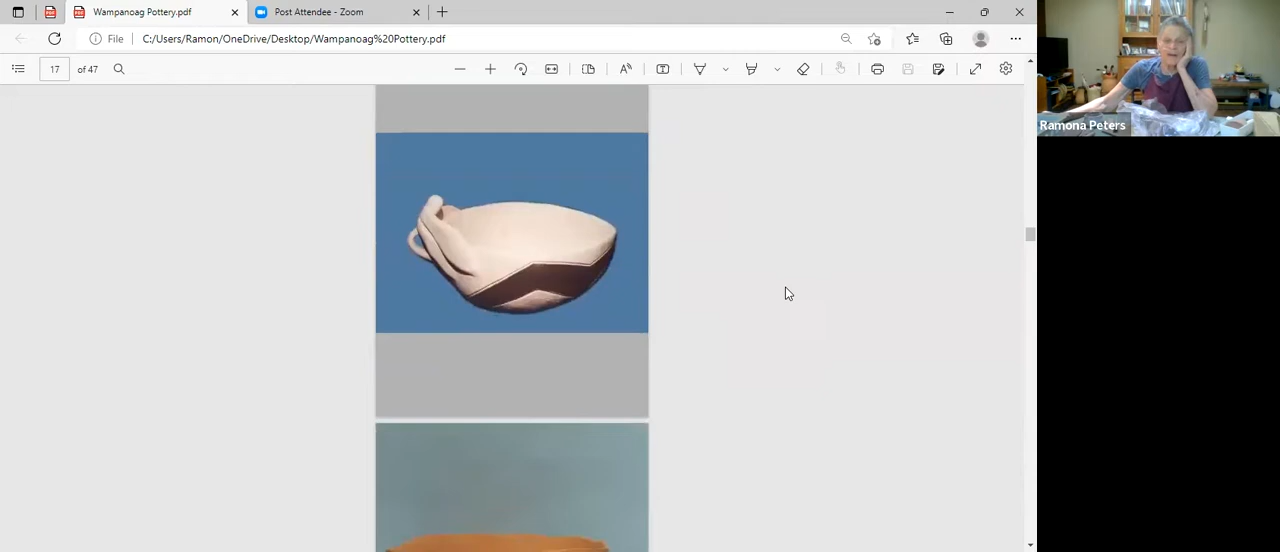 Wampanoag Pottery.pdf
Post Attendee - Zoom
File
C:/Users/Ramon/OneDrive/Desktop/Wampanoag%20Pottery.pdf
17 of 47
Ramona Peters